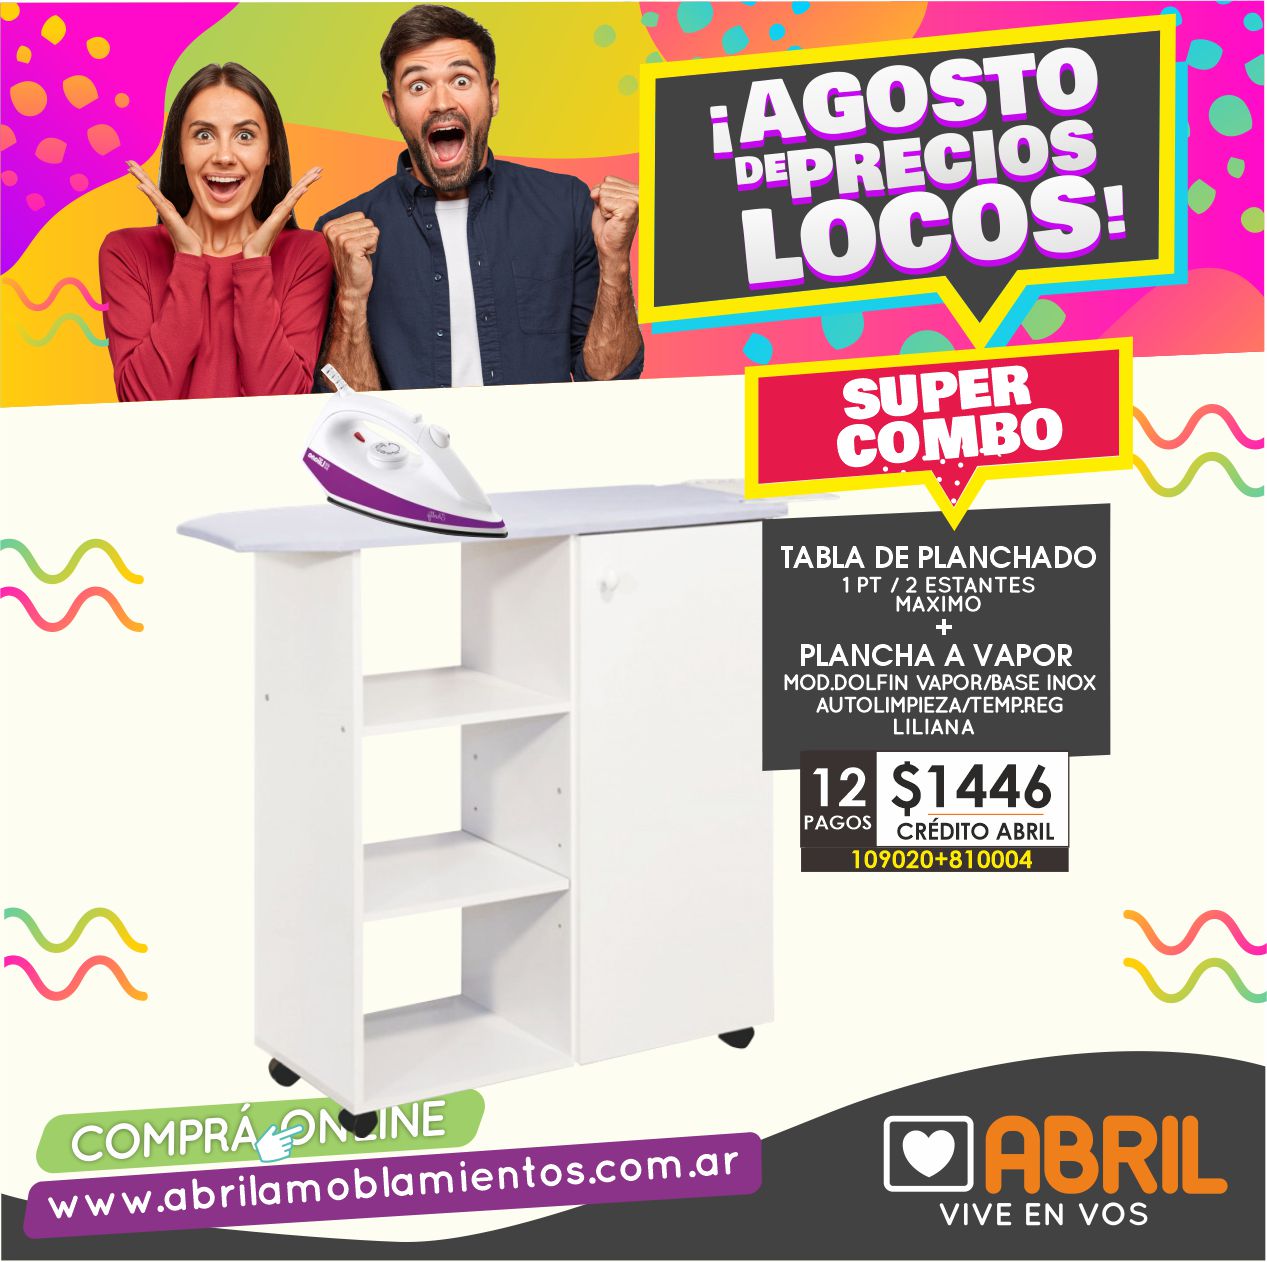 ¡AGOSTO
DE PRECIOS
LOCOS!
SUPER
COMBO
TABLA DE PLANCHADO
1 PT / 2 ESTANTES
MAXIMO
+
PLANCHA A VAPOR
MOD.DOLFIN VAPOR/BASE INOX
AUTOLIMPIEZA/TEMP.REG
LILIANA
12
PAGOS
$1446
CRÉDITO ABRIL
109020+810004
COMPRÁ ONLINE
www.abrilamoblamientos.com.ar
ABRIL
VIVE EN VOS